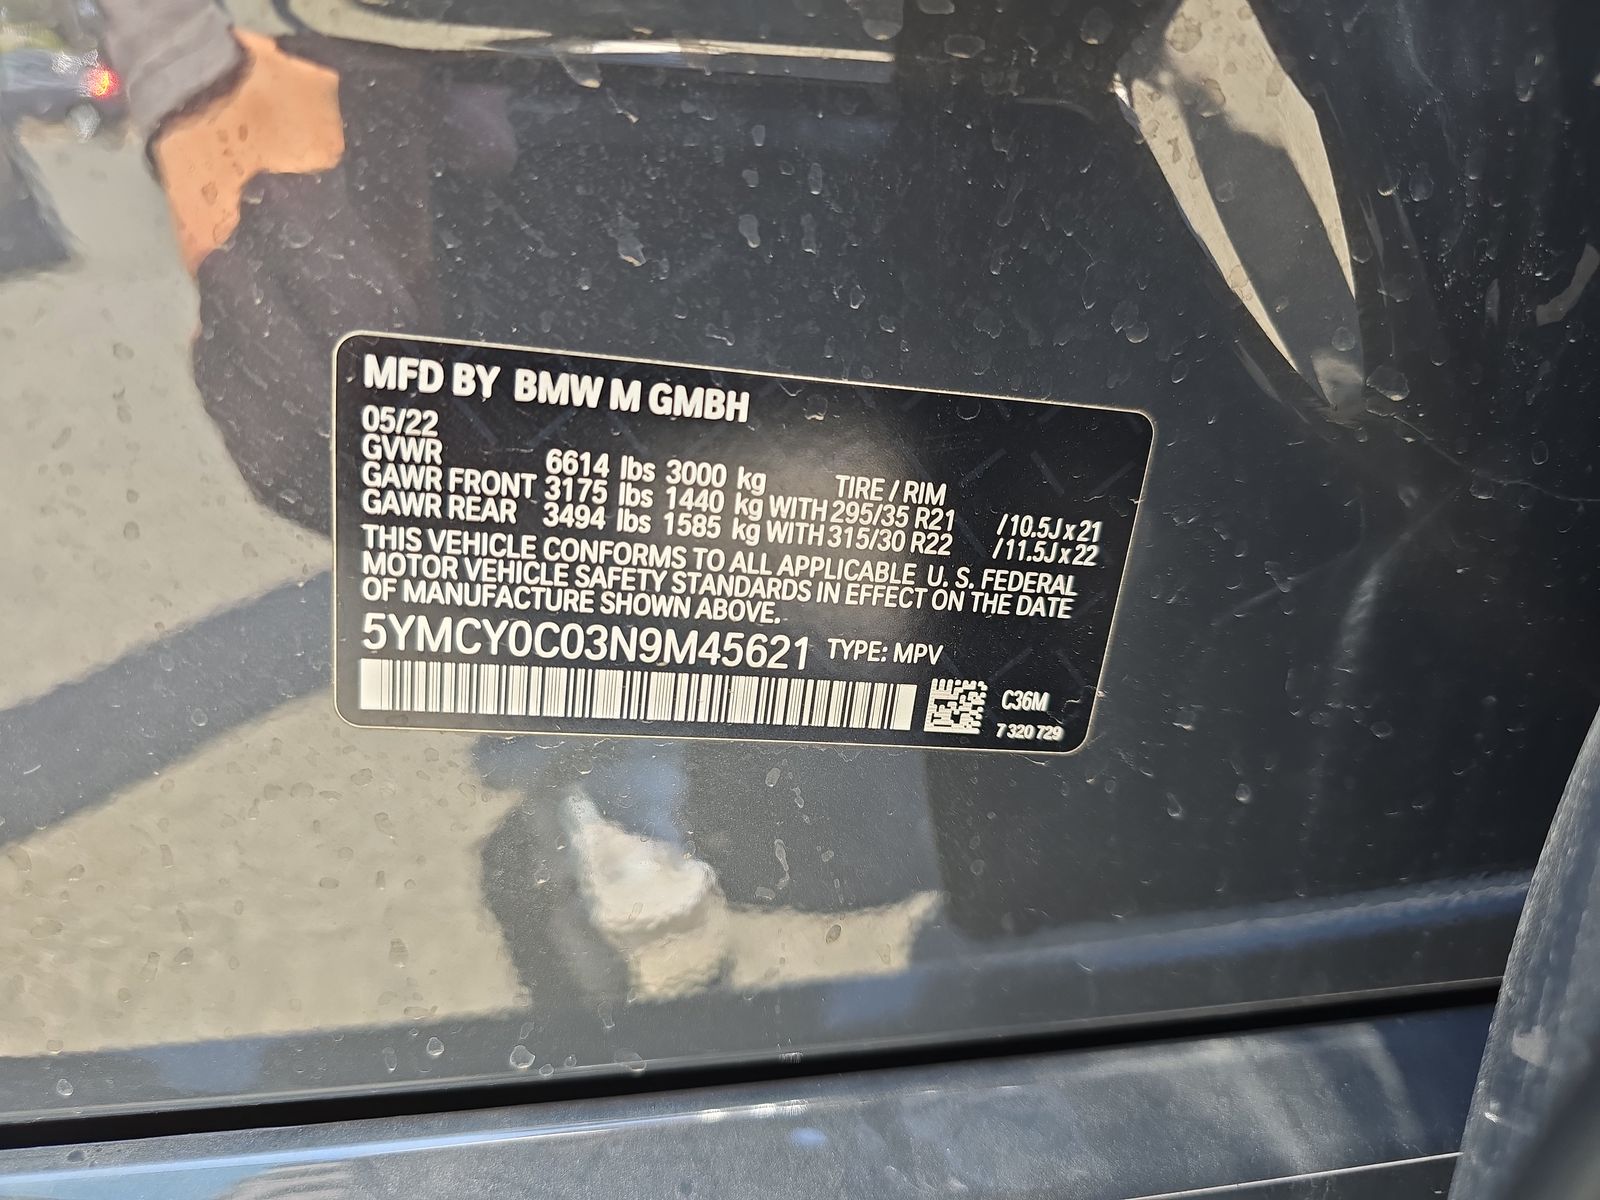 MFD BY BMW M GMBH
05/22
GVWR 6614 lbs 3000 kg TIRE / RIM
GAWR FRONT 3175 lbs 1440 kg WITH 295/35 R21 /10.5J x 21
GAWR REAR 3494 lbs 1585 kg WITH 315/30 R22 /11.5J x 22
THIS VEHICLE CONFORMS TO ALL APPLICABLE U. S. FEDERAL
MOTOR VEHICLE SAFETY STANDARDS IN EFFECT ON THE DATE
OF MANUFACTURE SHOWN ABOVE.
5YMCY0C03N9M45621 TYPE: MPV
C36M
7 320 729